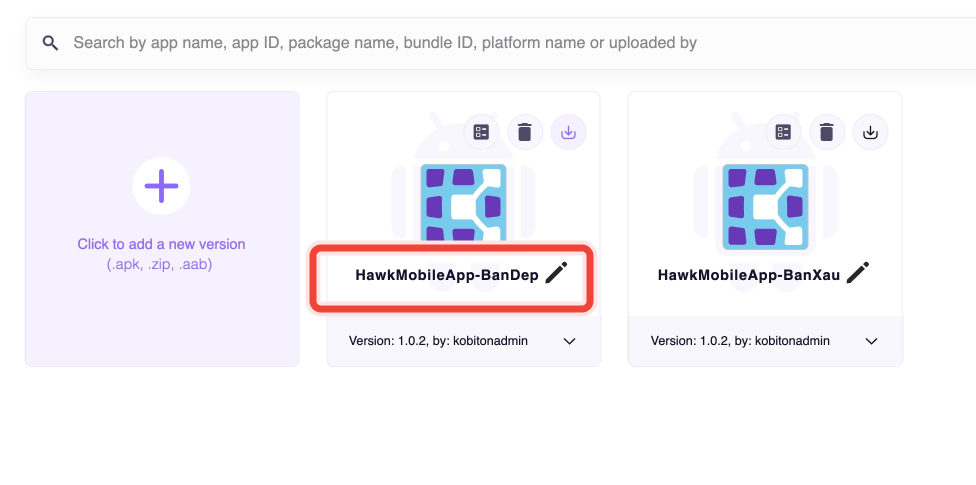 Search by app name, app ID, package name, bundle ID, platform name or uploaded by
Click to add a new version
(.apk, .zip, .aab)
HawkMobileApp-BanDep
Version: 1.0.2, by: kobitonadmin
HawkMobileApp-BanXau
Version: 1.0.2, by: kobitonadmin